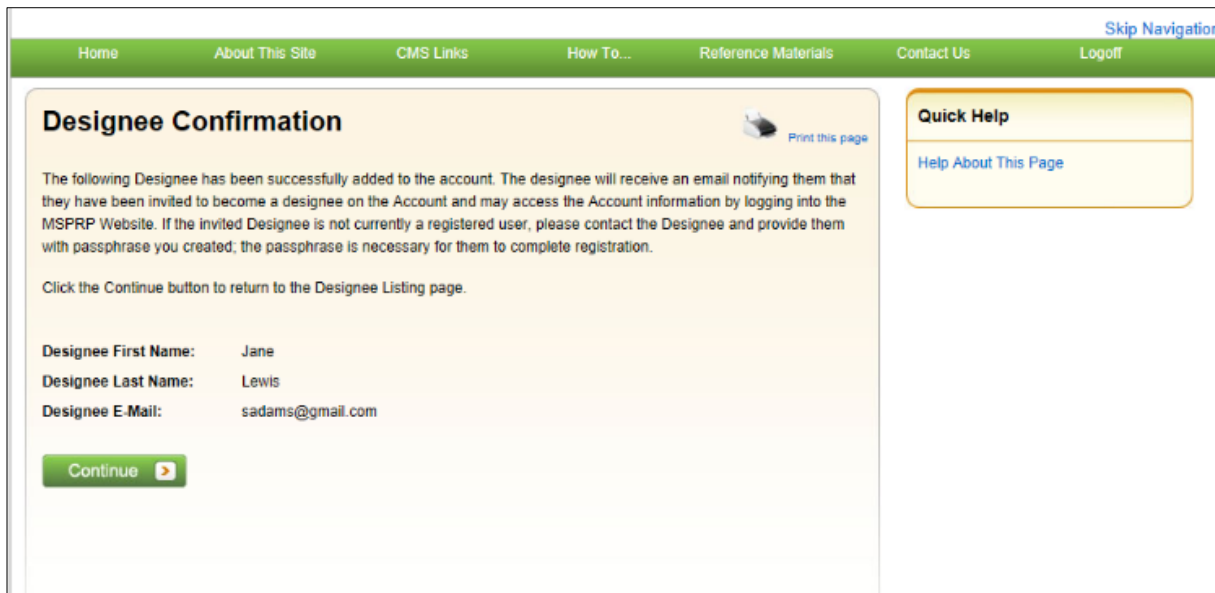 Skip Navigation
Home About This Site CMS Links How To... Reference Materials Contact Us Logoff
Designee Confirmation
Print this page
The following Designee has been successfully added to the account. The designee will receive an email notifying them that
they have been invited to become a designee on the Account and may access the Account information by logging into the
MSPRP Website. If the invited Designee is not currently a registered user, please contact the Designee and provide them
with passphrase you created; the passphrase is necessary for them to complete registration.
Click the Continue button to return to the Designee Listing page.
Designee First Name: Jane
Designee Last Name: Lewis
Designee E-Mail: sadams@gmail.com
Continue
Quick Help
Help About This Page